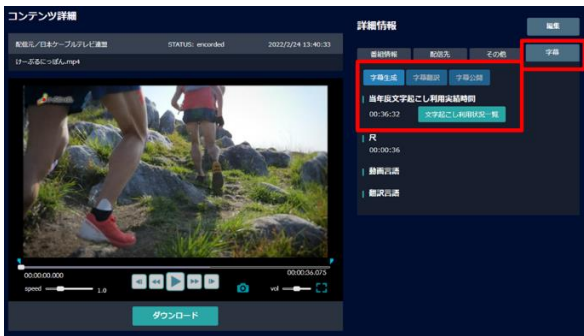 コンテンツ詳細
配信元／日本ケーブルテレビ連盟 STATUS: encorded 2022/2/24 13:40:33
けーぶるにっぽん.mp4
00:00:00.000 00:00:36.075
speed 1.0 vol
ダウンロード
詳細情報 編集
番組情報 配信先 その他 字幕
字幕生成 字幕翻訳 字幕公開
当年度文字起こし利用実績時間
00:36:32 文字起こし利用状況一覧
尺
00:00:36
動画言語
翻訳言語